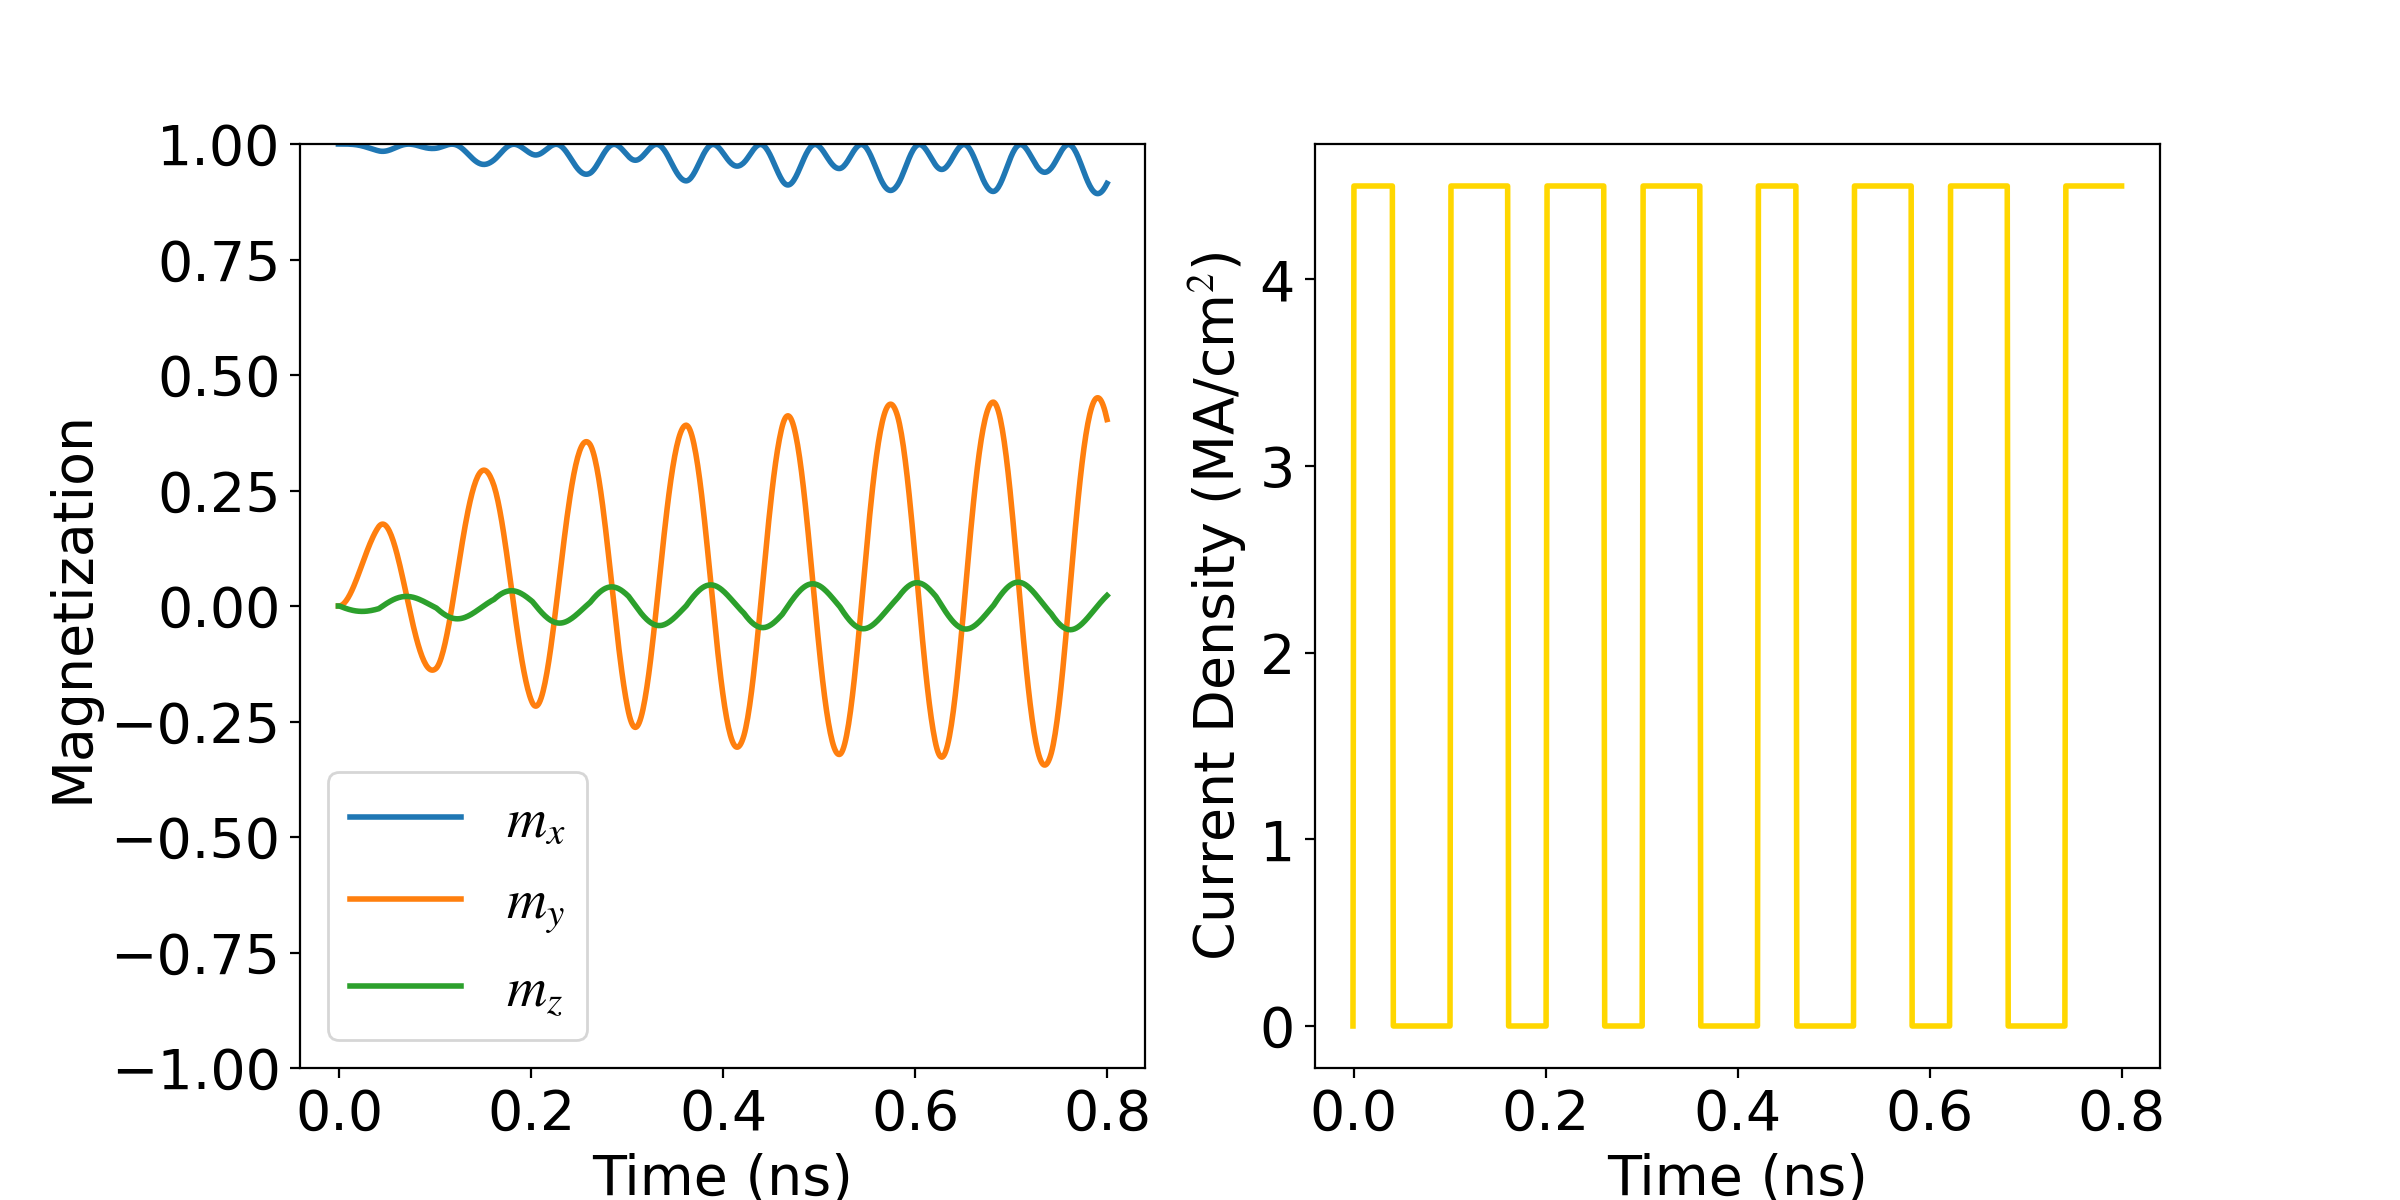 1.00
0.75
0.50
0.25
0.00
−0.25
−0.50
−0.75
−1.00
Magnetization
m_x
m_y
m_z
0.0 0.2 0.4 0.6 0.8
Time (ns)
4
3
2
1
0
Current Density (MA/cm²)
0.0 0.2 0.4 0.6 0.8
Time (ns)